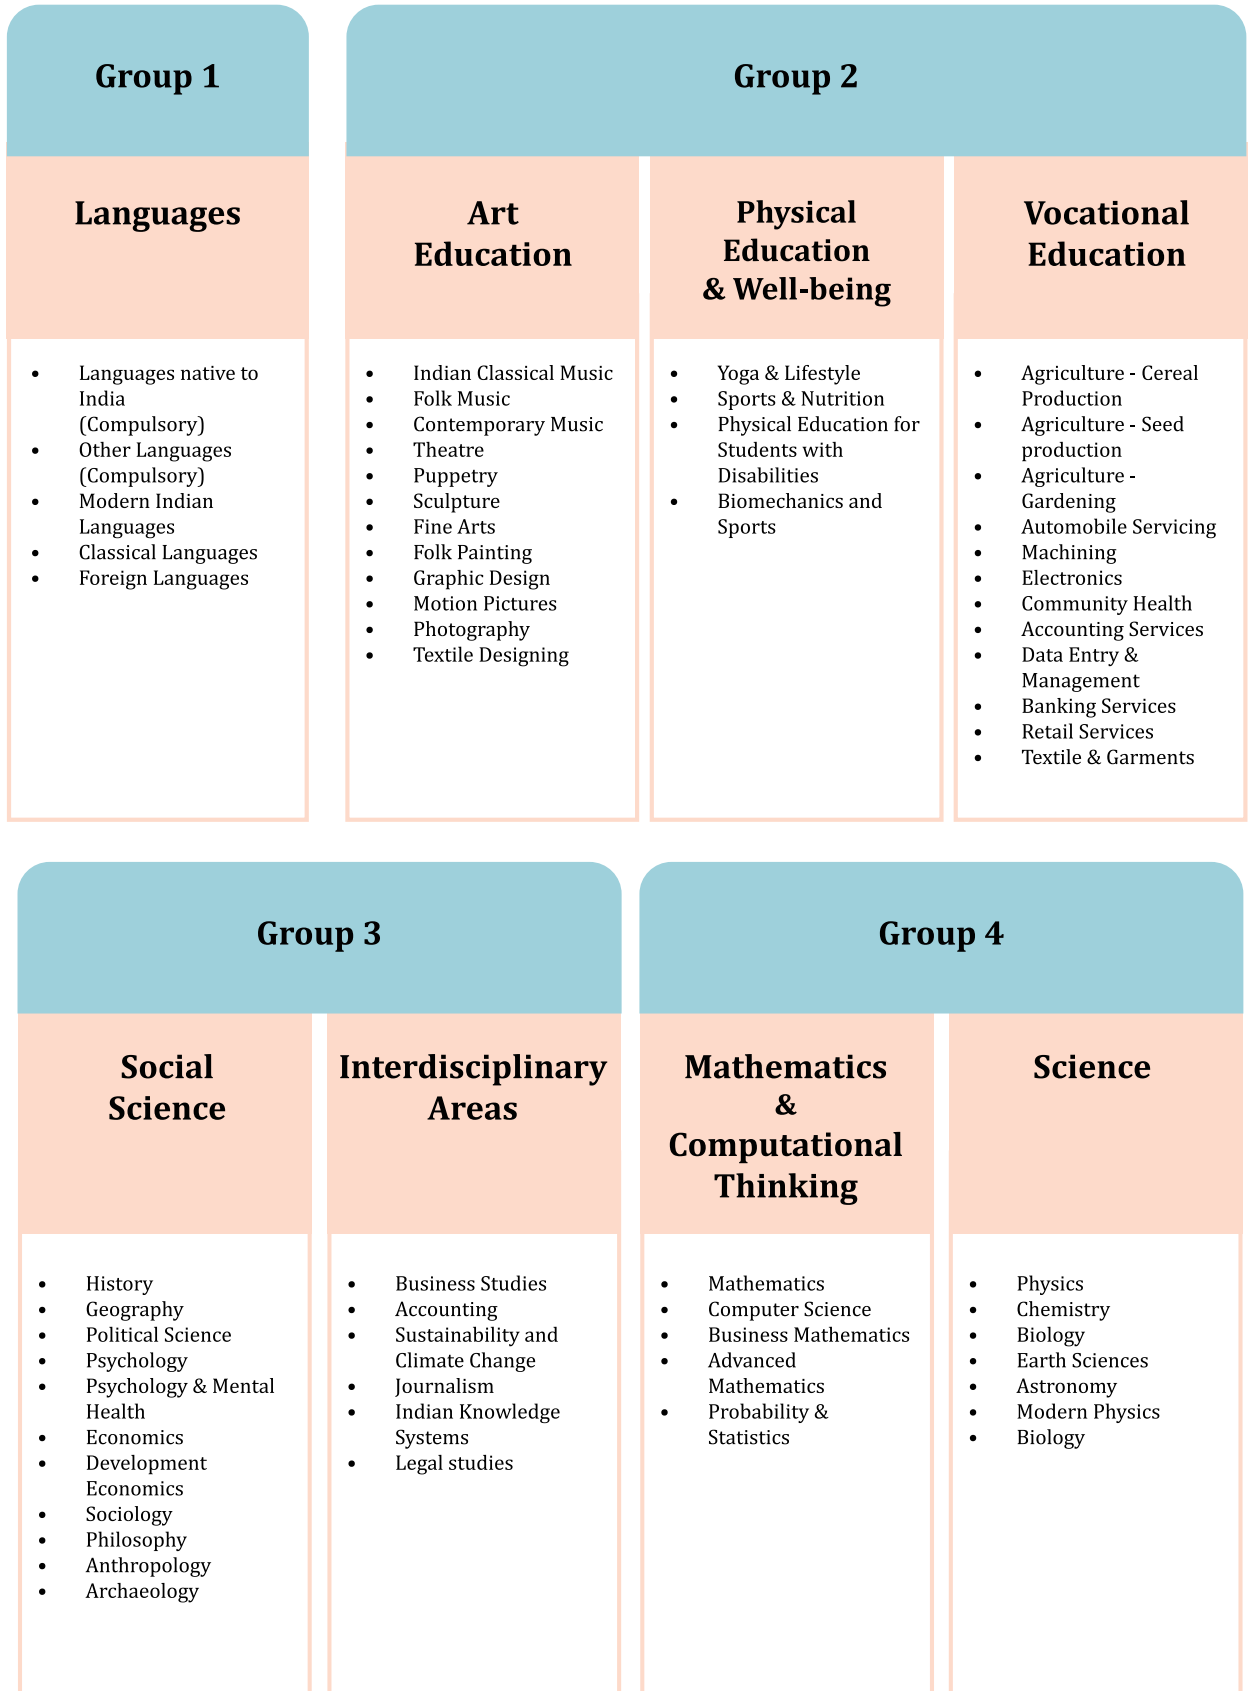 Group 1
Languages
• Languages native to
India
(Compulsory)
• Other Languages
(Compulsory)
• Modern Indian
Languages
• Classical Languages
• Foreign Languages
Group 2
Art
Education
• Indian Classical Music
• Folk Music
• Contemporary Music
• Theatre
• Puppetry
• Sculpture
• Fine Arts
• Folk Painting
• Graphic Design
• Motion Pictures
• Photography
• Textile Designing
Physical
Education
& Well-being
• Yoga & Lifestyle
• Sports & Nutrition
• Physical Education for
Students with
Disabilities
• Biomechanics and
Sports
Vocational
Education
• Agriculture - Cereal
Production
• Agriculture - Seed
production
• Agriculture -
Gardening
• Automobile Servicing
• Machining
• Electronics
• Community Health
• Accounting Services
• Data Entry &
Management
• Banking Services
• Retail Services
• Textile & Garments
Group 3
Social
Science
• History
• Geography
• Political Science
• Psychology
• Psychology & Mental
Health
• Economics
• Development
Economics
• Sociology
• Philosophy
• Anthropology
• Archaeology
Interdisciplinary
Areas
• Business Studies
• Accounting
• Sustainability and
Climate Change
• Journalism
• Indian Knowledge
Systems
• Legal studies
Group 4
Mathematics
&
Computational
Thinking
• Mathematics
• Computer Science
• Business Mathematics
• Advanced
Mathematics
• Probability &
Statistics
Science
• Physics
• Chemistry
• Biology
• Earth Sciences
• Astronomy
• Modern Physics
• Biology